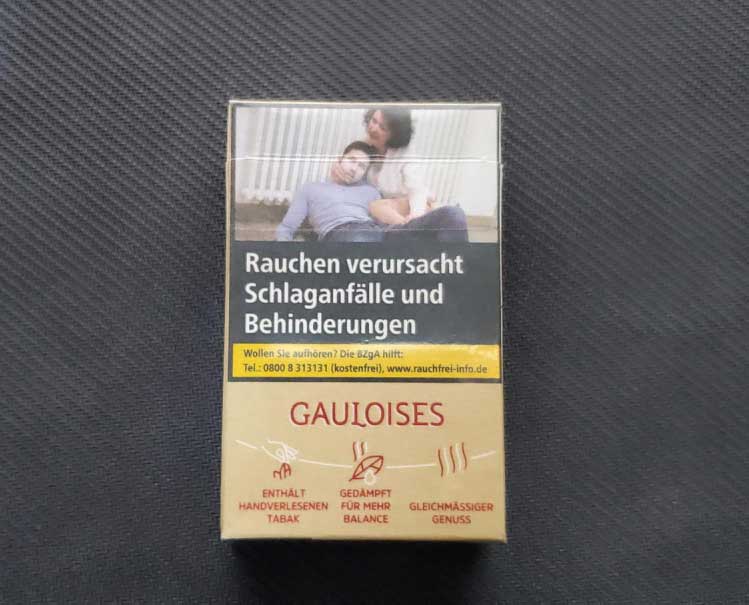 Rauchen verursacht
Schlaganfälle und
Behinderungen
Wollen Sie aufhören? Die BZgA hilft:
Tel.: 0800 8 313131 (kostenfrei), www.rauchfrei-info.de
GAULOISES
ENTHÄLT
HANDVERLESENEN
TABAK
GEDÄMPFT
FÜR MEHR
BALANCE
GLEICHMÄSSIGER
GENUSS